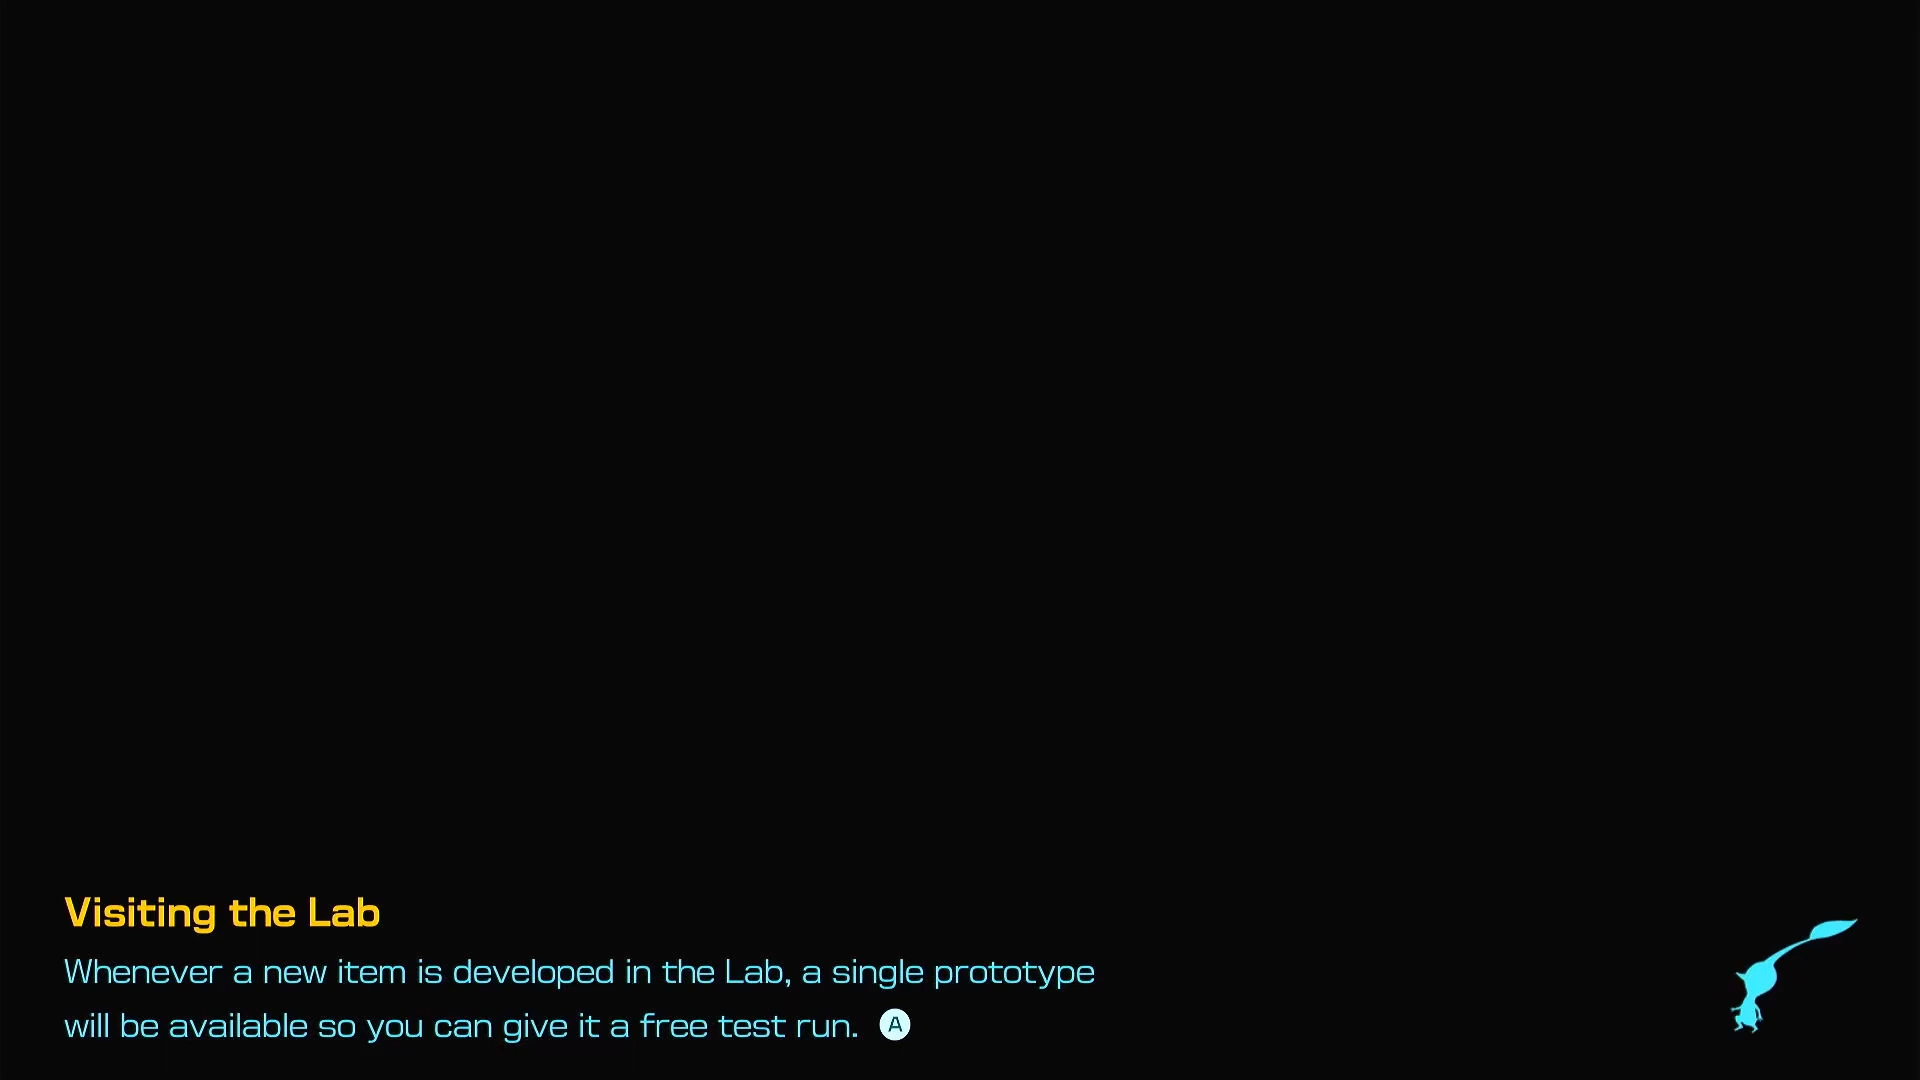 Visiting the Lab
Whenever a new item is developed in the Lab, a single prototype
will be available so you can give it a free test run. A